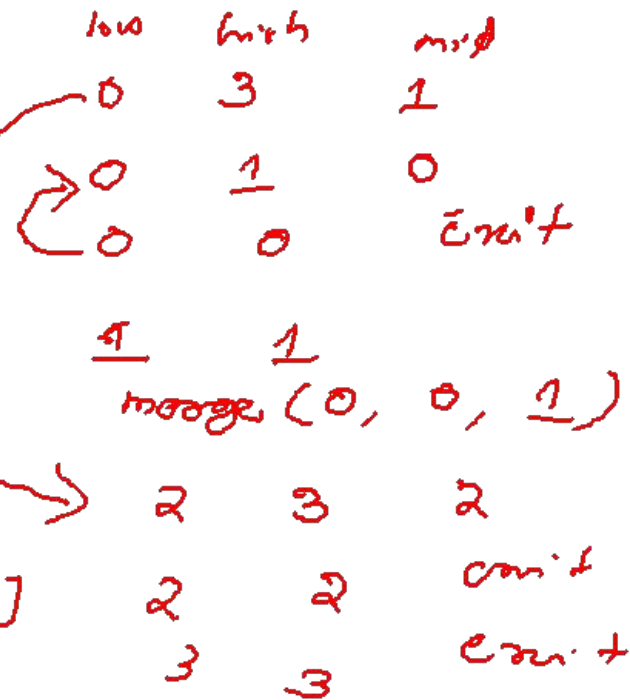 low high mid
0 3 1
0 1 0
0 0 Exit
1 1
merge (0, 0, 1)
2 3 2
] 2 2 exit
3 3 exit